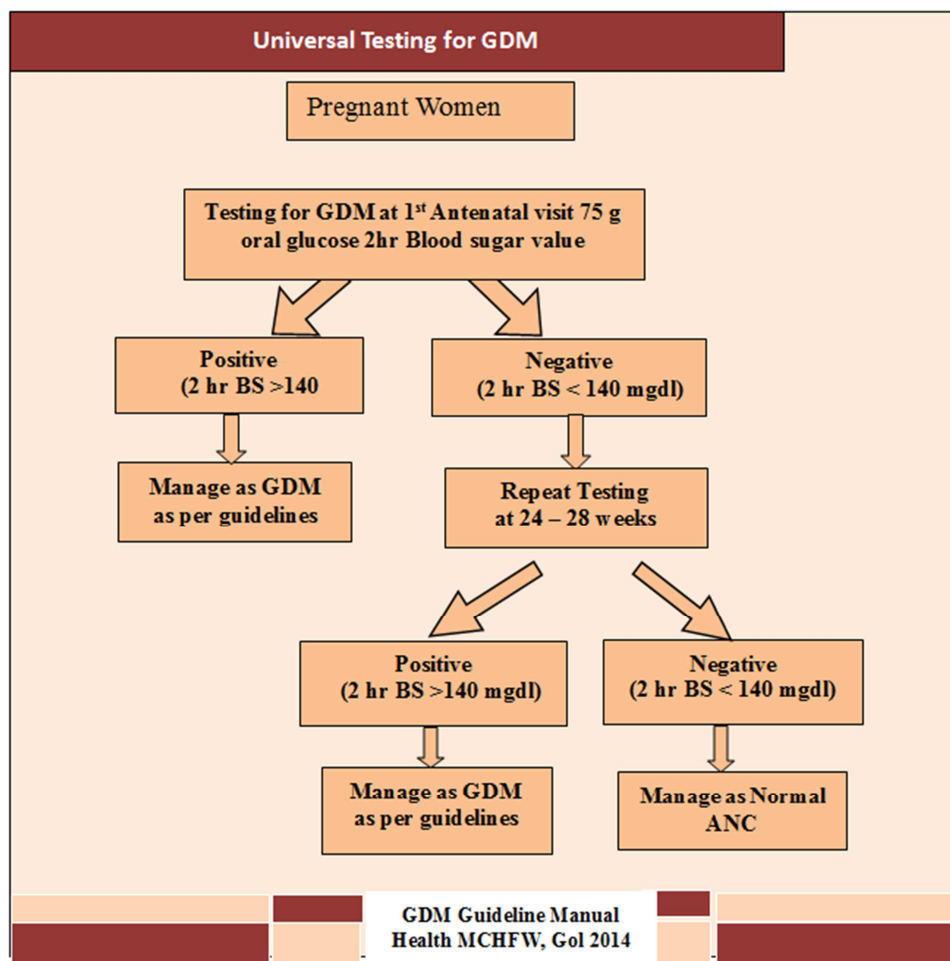 Universal Testing for GDM
Pregnant Women
Testing for GDM at 1st Antenatal visit 75 g
oral glucose 2hr Blood sugar value
Positive
(2 hr BS >140
Negative
(2 hr BS < 140 mgdl)
Manage as GDM
as per guidelines
Repeat Testing
at 24 – 28 weeks
Positive
(2 hr BS >140 mgdl)
Negative
(2 hr BS < 140 mgdl)
Manage as GDM
as per guidelines
Manage as Normal
ANC
GDM Guideline Manual
Health MCHFW, GoI 2014